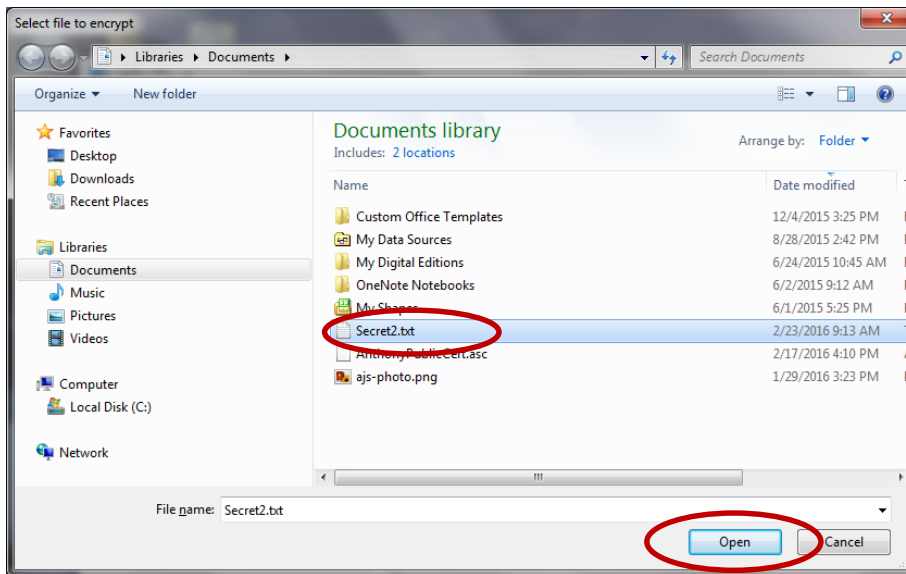 Select file to encrypt
Libraries Documents
Search Documents
Organize New folder
Favorites
Desktop
Downloads
Recent Places
Libraries
Documents
Music
Pictures
Videos
Computer
Local Disk (C:)
Network
Documents library
Includes: 2 locations
Arrange by: Folder
Name Date modified
Custom Office Templates 12/4/2015 3:25 PM
My Data Sources 8/28/2015 2:42 PM
My Digital Editions 6/24/2015 10:45 AM
OneNote Notebooks 6/2/2015 9:12 AM
My Shapes 6/1/2015 5:25 PM
Secret2.txt 2/23/2016 9:13 AM
AnthonyPublicCert.asc 2/17/2016 4:10 PM
ajs-photo.png 1/29/2016 3:23 PM
File name: Secret2.txt
Open Cancel